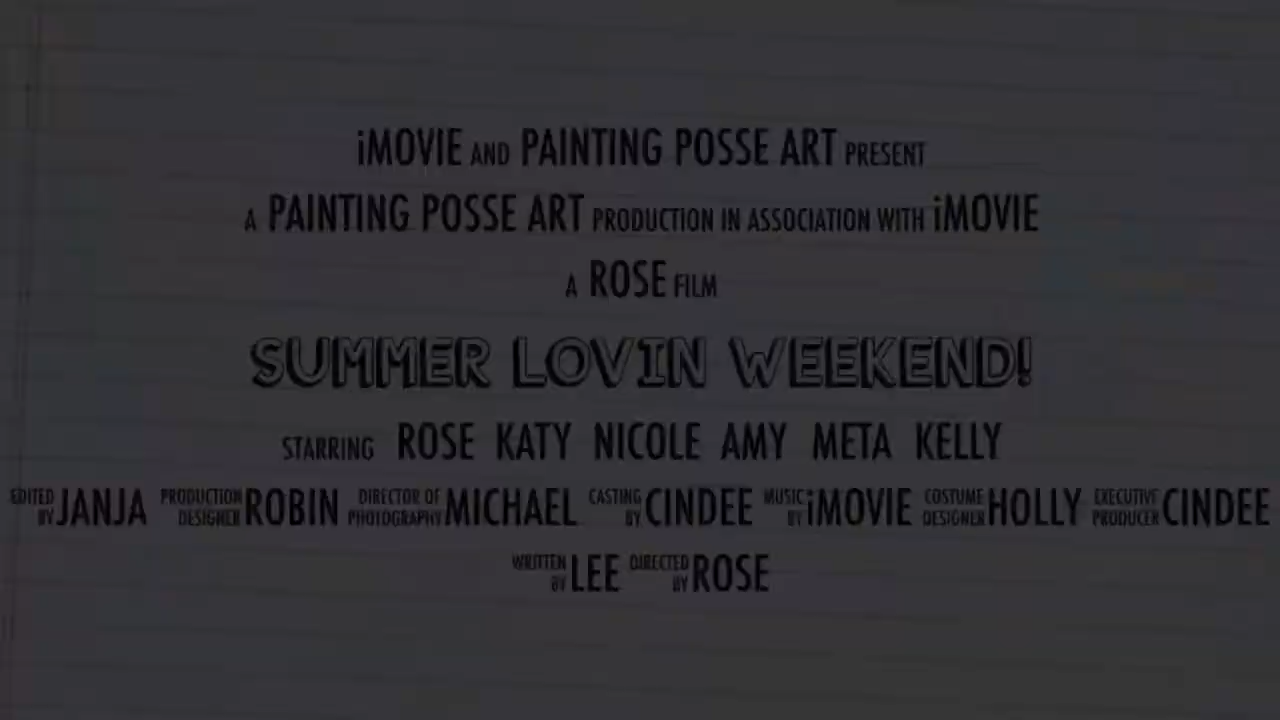 iMOVIE AND PAINTING POSSE ART PRESENT
A PAINTING POSSE ART PRODUCTION IN ASSOCIATION WITH iMOVIE
A ROSE FILM
SUMMER LOVIN WEEKEND!
STARRING ROSE KATY NICOLE AMY META KELLY
EDITED BY JANJA PRODUCTION DESIGNER ROBIN DIRECTOR OF PHOTOGRAPHY MICHAEL CASTING BY CINDEE MUSIC BY iMOVIE COSTUME DESIGNER HOLLY EXECUTIVE PRODUCER CINDEE
WRITTEN BY LEE DIRECTED BY ROSE